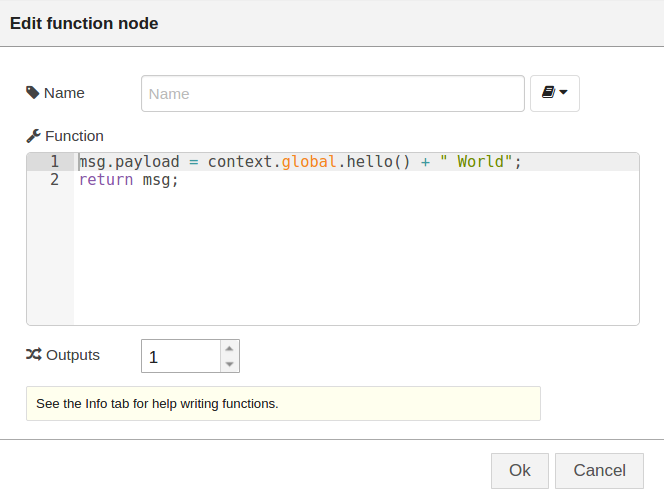 Edit function node
Name
Name
Function
1 msg.payload = context.global.hello() + " World";
2 return msg;
Outputs
1
See the Info tab for help writing functions.
Ok Cancel